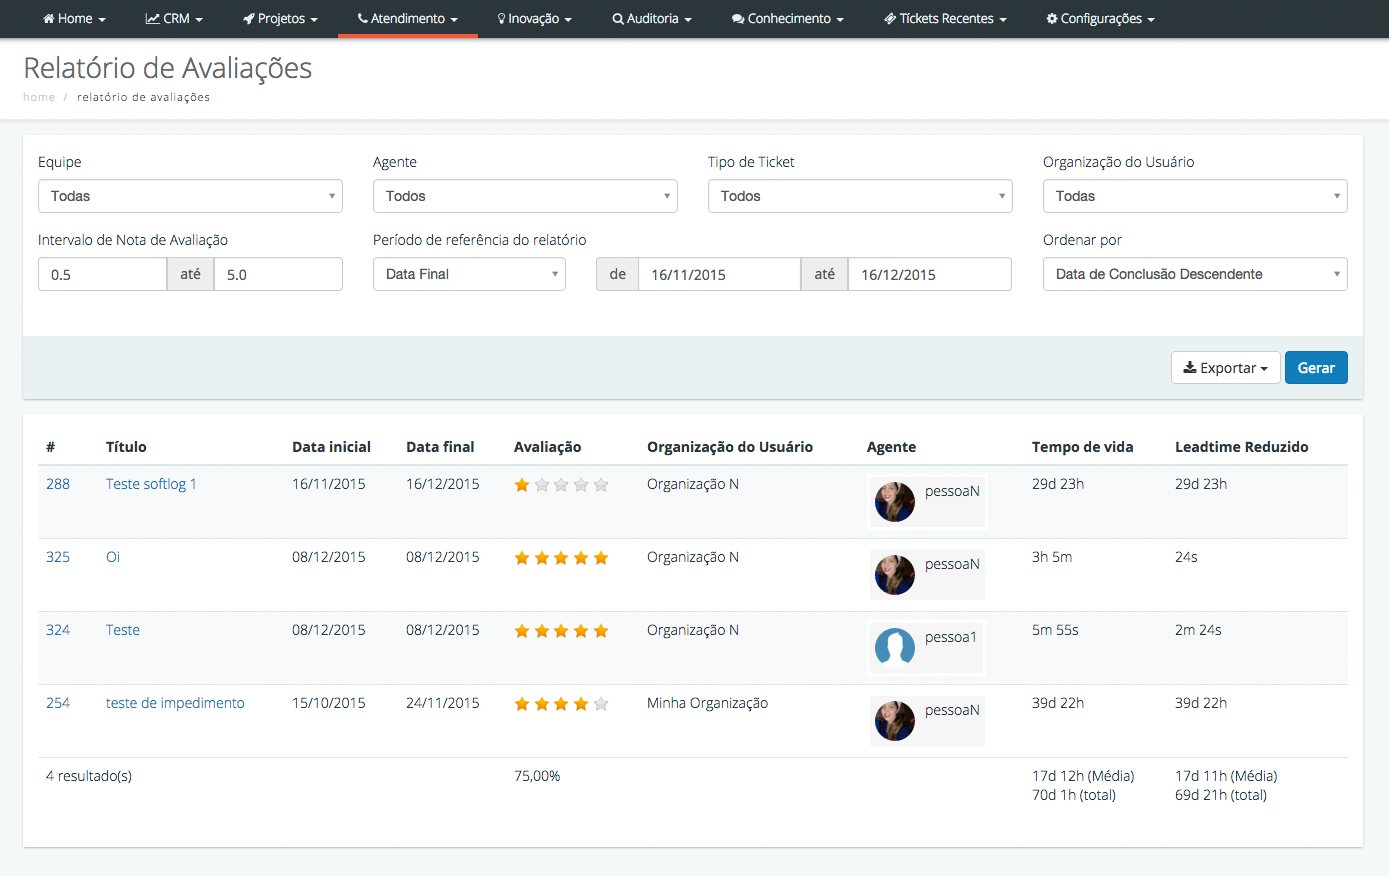 Home CRM Projetos Atendimento Inovação Auditoria Conhecimento Tíckets Recentes Configurações
Relatório de Avaliações
home / relatório de avaliações
Equipe Agente Tipo de Ticket Organização do Usuário
Todas Todos Todos Todas
Intervalo de Nota de Avaliação Período de referência do relatório Ordenar por
0.5 até 5.0 Data Final de 16/11/2015 até 16/12/2015 Data de Conclusão Descendente
Exportar Gerar
# Título Data inicial Data final Avaliação Organização do Usuário Agente Tempo de vida Leadtime Reduzido
288 Teste softlog 1 16/11/2015 16/12/2015 Organização N pessoaN 29d 23h 29d 23h
325 Oi 08/12/2015 08/12/2015 Organização N pessoaN 3h 5m 24s
324 Teste 08/12/2015 08/12/2015 Organização N pessoa1 5m 55s 2m 24s
254 teste de impedimento 15/10/2015 24/11/2015 Minha Organização pessoaN 39d 22h 39d 22h
4 resultado(s) 75,00% 17d 12h (Média) 17d 11h (Média)
70d 1h (total) 69d 21h (total)